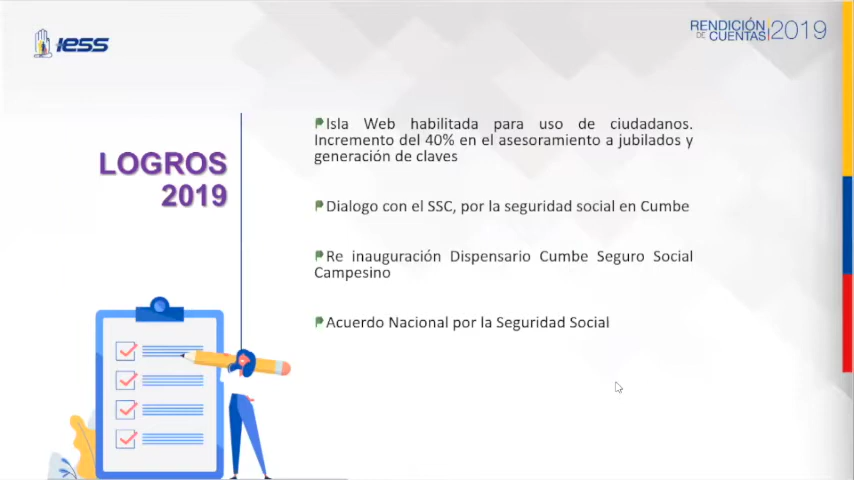 IESS
RENDICIÓN
DE CUENTAS 2019
LOGROS
2019
Isla Web habilitada para uso de ciudadanos.
Incremento del 40% en el asesoramiento a jubilados y
generación de claves
Dialogo con el SSC, por la seguridad social en Cumbe
Re inauguración Dispensario Cumbe Seguro Social
Campesino
Acuerdo Nacional por la Seguridad Social